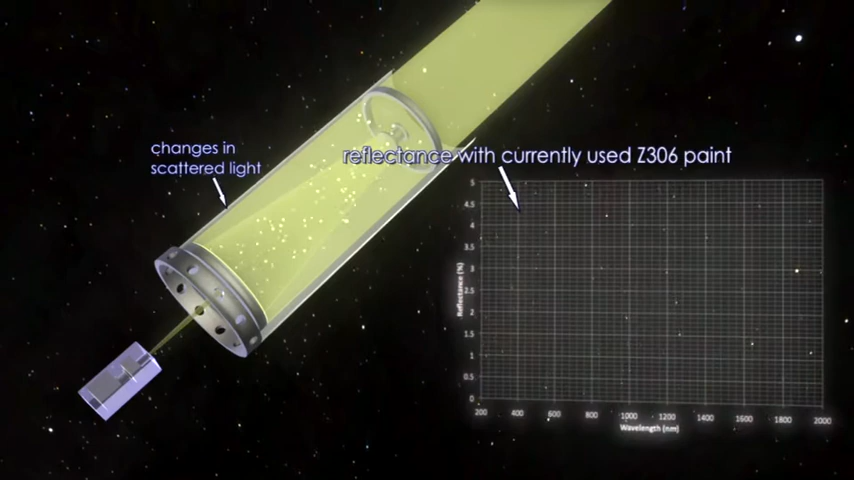 changes in
scattered light
reflectance with currently used Z306 paint
5
4.5
4
3.5
3
2.5
2
1.5
1
0.5
0
Reflectance (%)
200 400 600 800 1000 1200 1400 1600 1800 2000
Wavelength (nm)